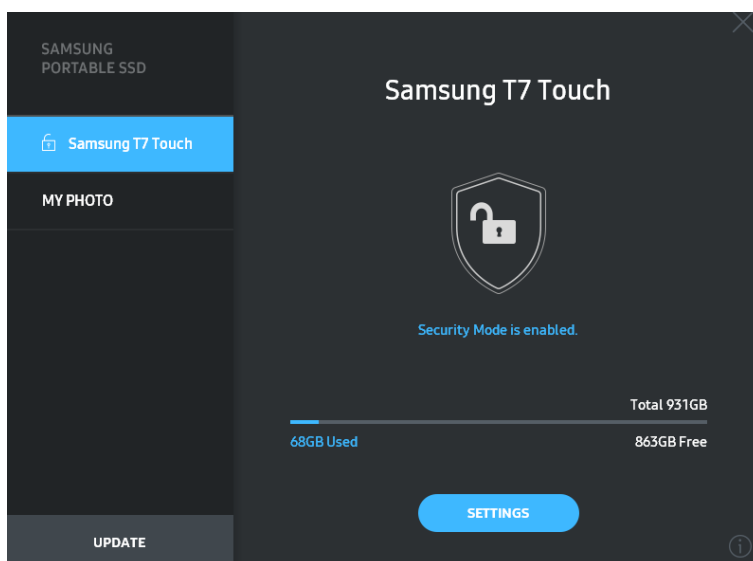 SAMSUNG
PORTABLE SSD
Samsung T7 Touch
MY PHOTO
UPDATE
Samsung T7 Touch
Security Mode is enabled.
Total 931GB
68GB Used
863GB Free
SETTINGS